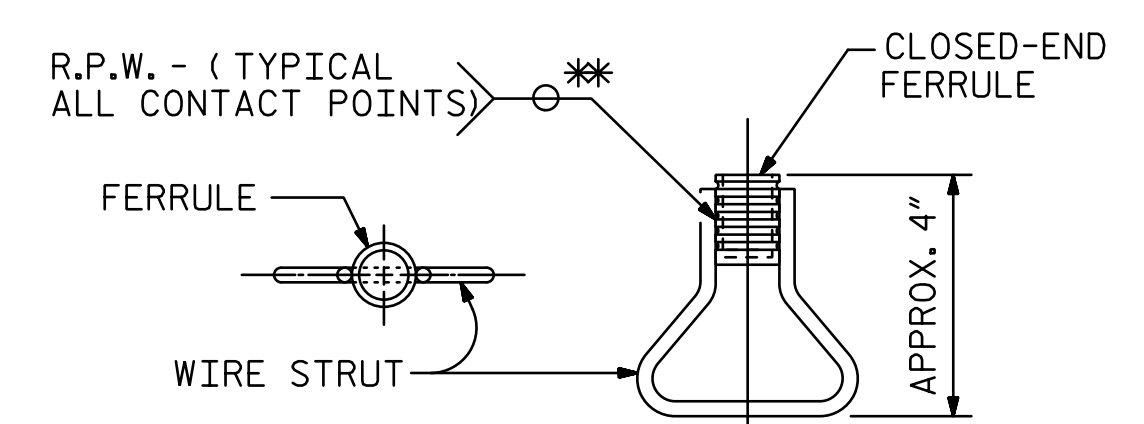 R.P.W. - (TYPICAL
ALL CONTACT POINTS)
**
CLOSED-END
FERRULE
FERRULE
WIRE STRUT
APPROX. 4"